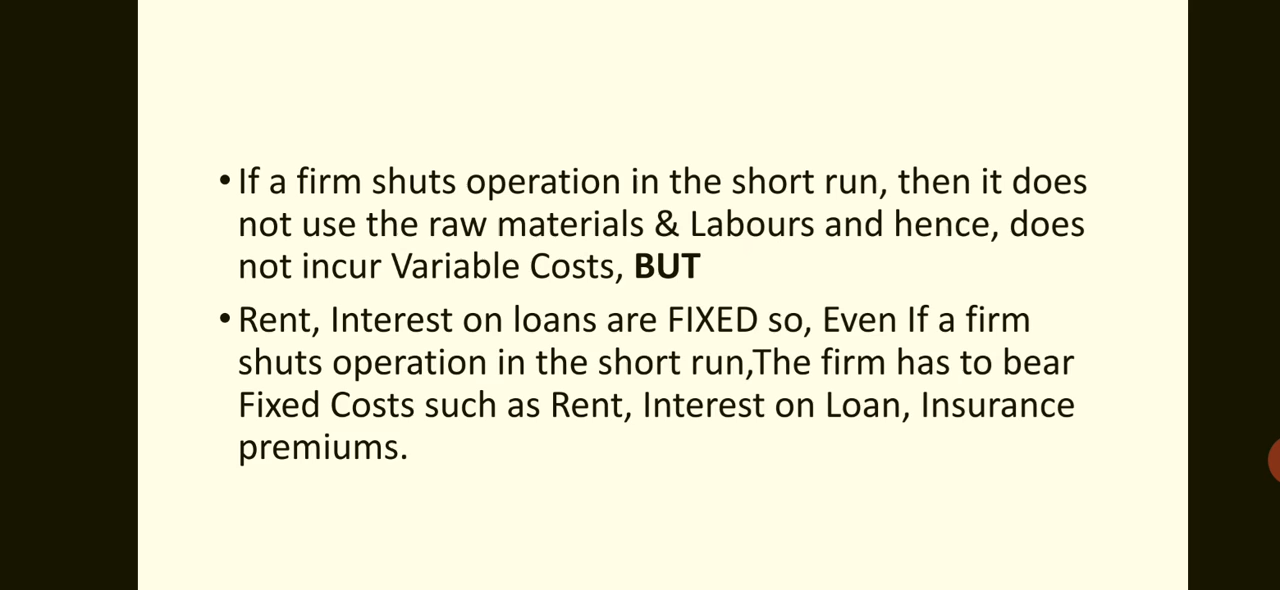 • If a firm shuts operation in the short run, then it does
not use the raw materials & Labours and hence, does
not incur Variable Costs, BUT
• Rent, Interest on loans are FIXED so, Even If a firm
shuts operation in the short run,The firm has to bear
Fixed Costs such as Rent, Interest on Loan, Insurance
premiums.